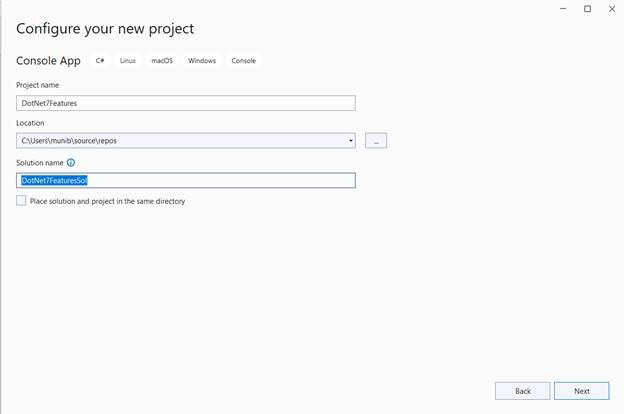 Configure your new project
Console App C# Linux macOS Windows Console
Project name
DotNet7Features
Location
C:\Users\munib\source\repos
...
Solution name
DotNet7FeaturesSol
Place solution and project in the same directory
Back Next